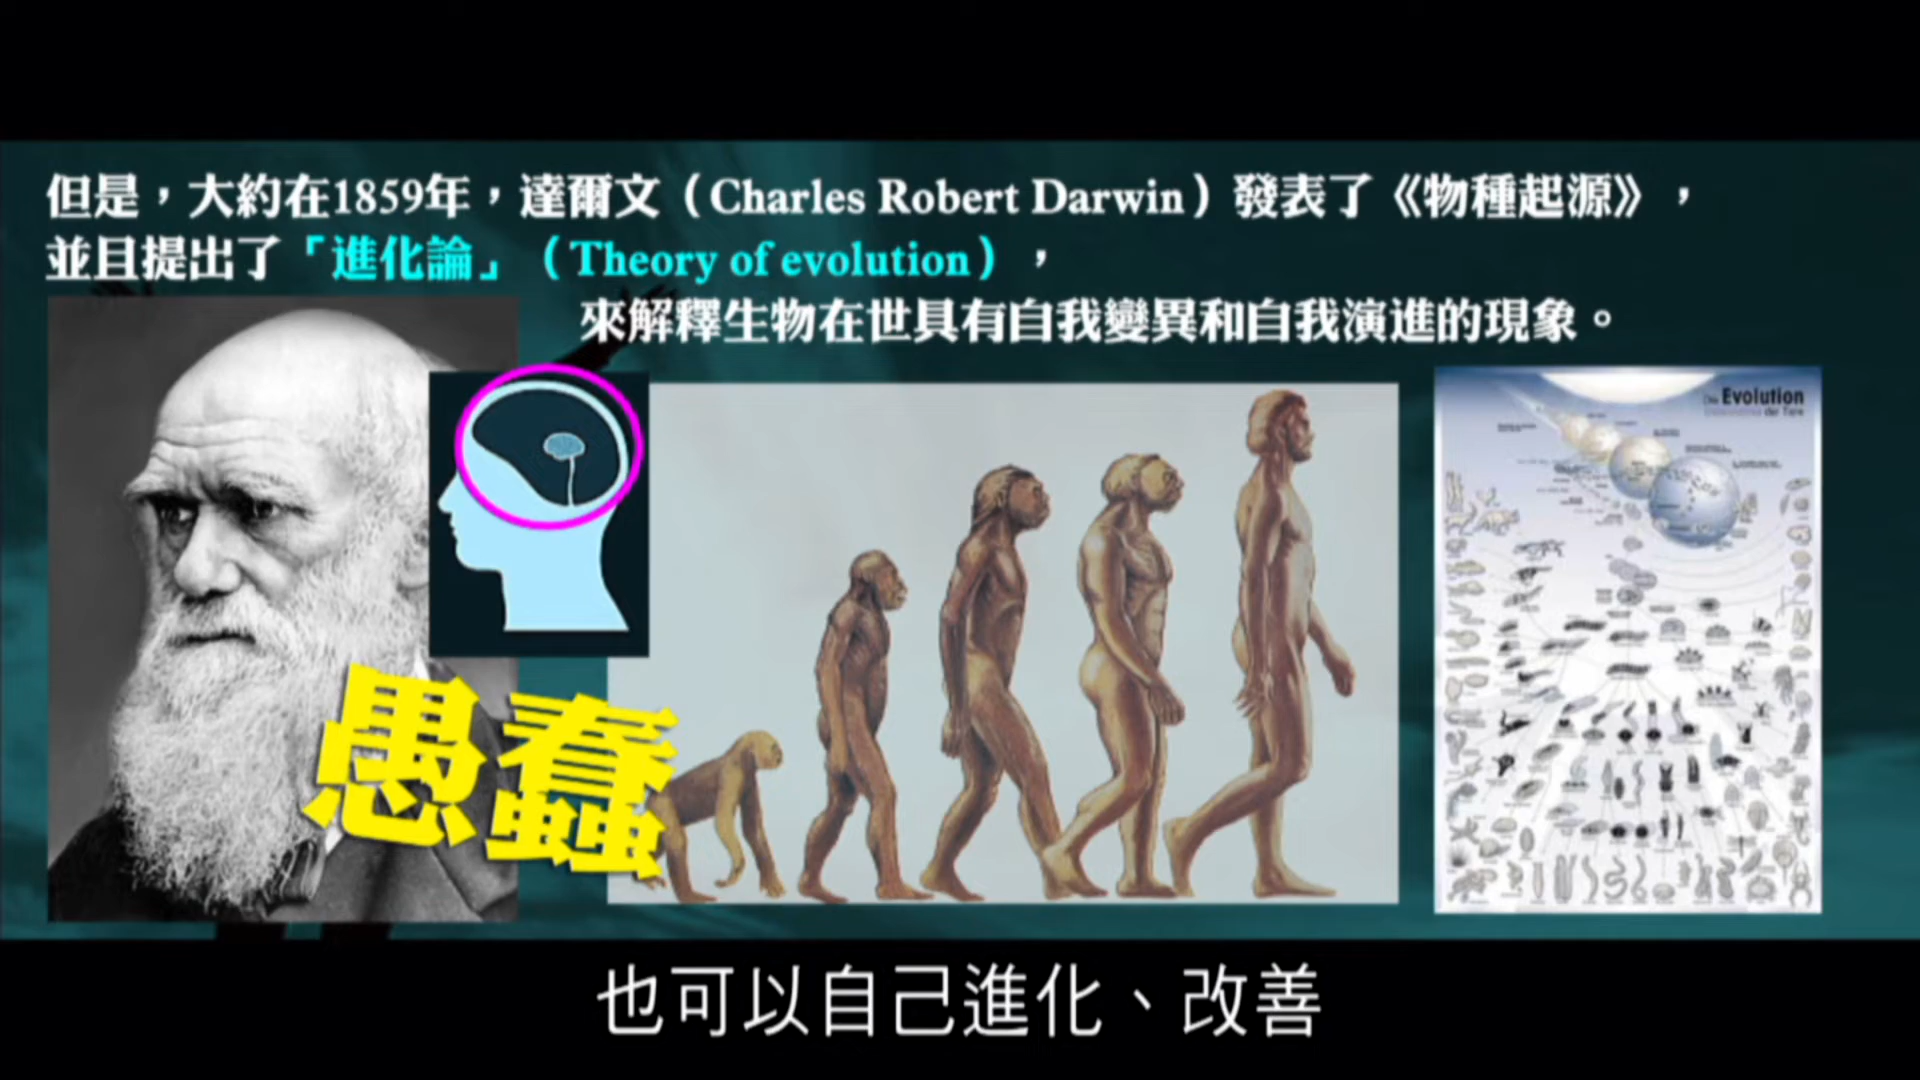 但是，大約在1859年，達爾文（Charles Robert Darwin）發表了《物種起源》，
並且提出了「進化論」（Theory of evolution），
來解釋生物在世具有自我變異和自我演進的現象。
Die Evolution
der Tiere
愚蠢
也可以自己進化、改善